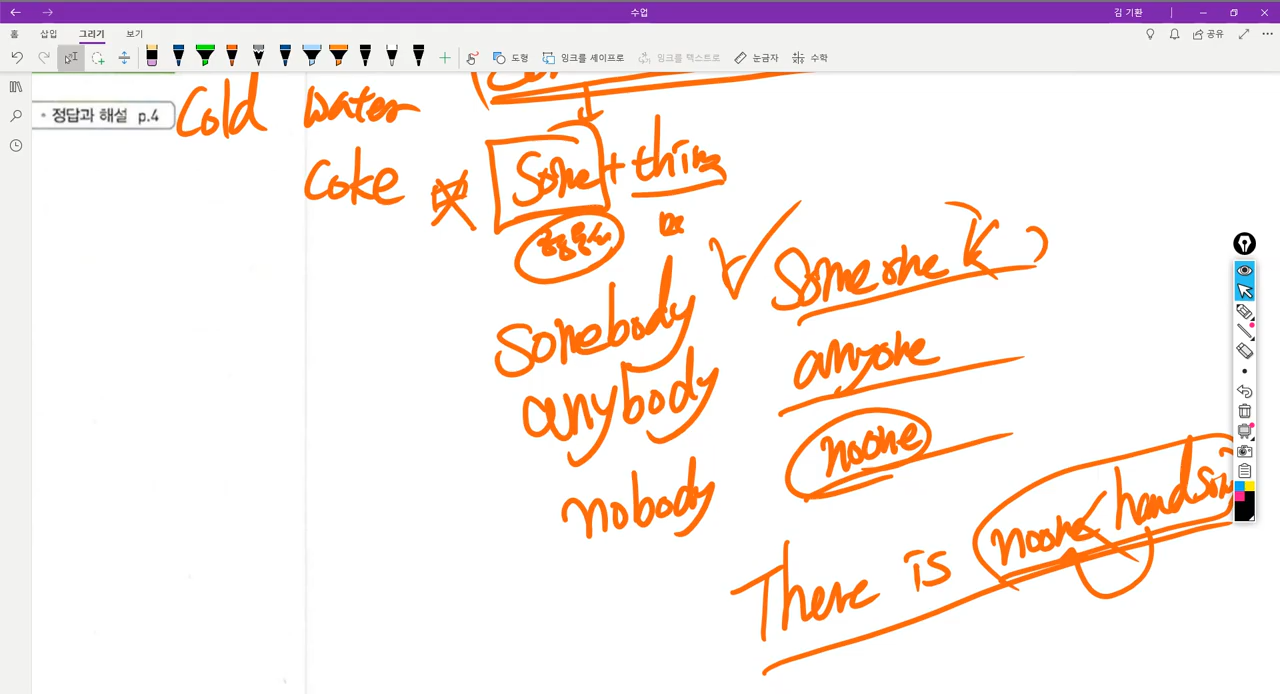 수업
김 기환
홈 삽입 그리기 보기
공유
도형 잉크를 셰이프로 잉크를 텍스트로 눈금자 수학
• 정답과 해설 p.4
Cold water
Coke
Some + thing
somebody
anybody
nobody
Someone
anyone
noone
There is noone handsom